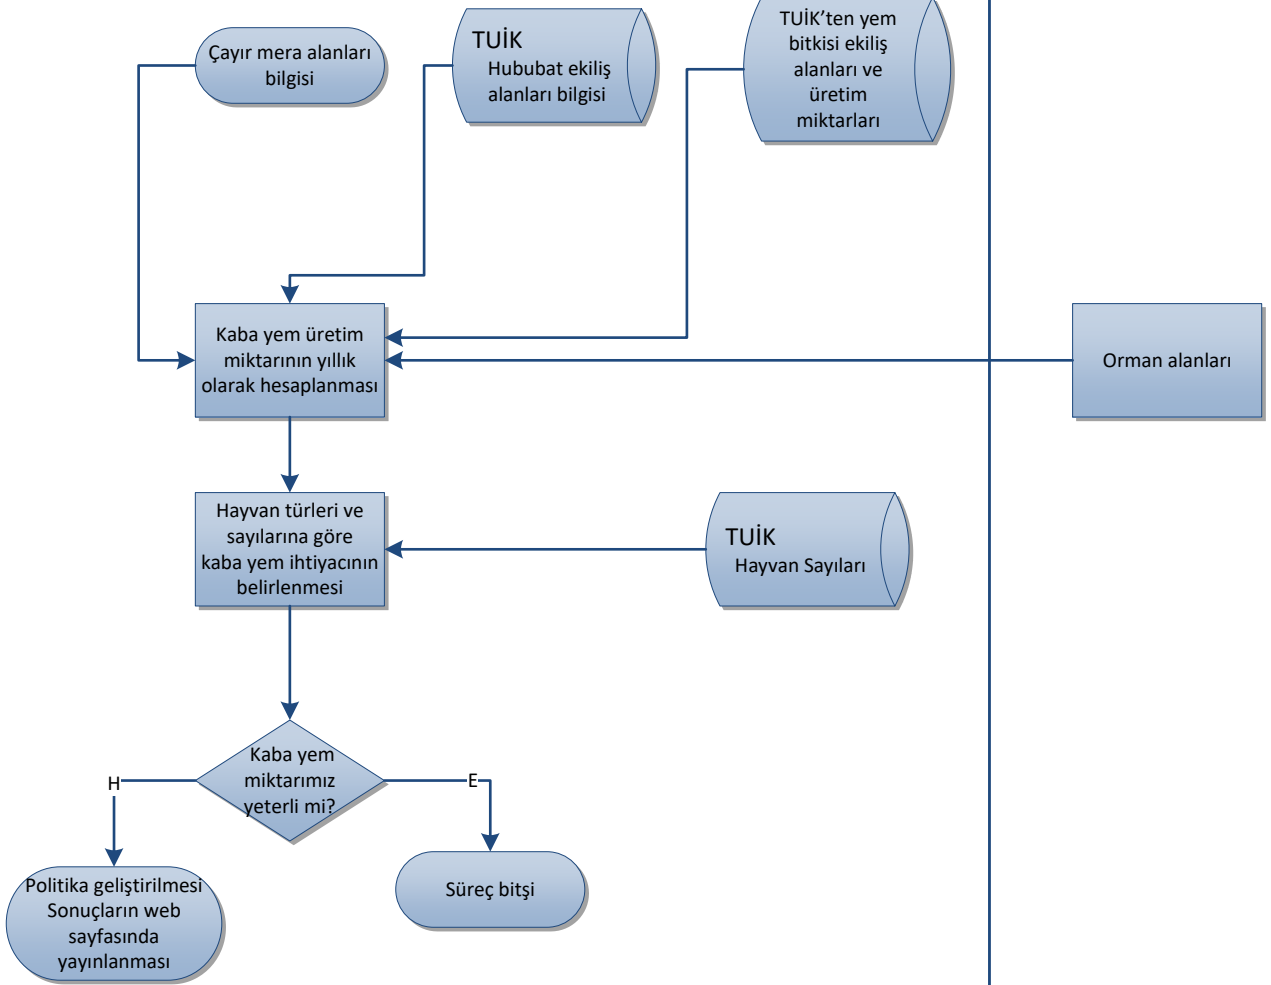 Çayır mera alanları
bilgisi
TUİK
Hububat ekiliş
alanları bilgisi
TUİK’ten yem
bitkisi ekiliş
alanları ve
üretim
miktarları
Kaba yem üretim
miktarının yıllık
olarak hesaplanması
Orman alanları
Hayvan türleri ve
sayılarına göre
kaba yem ihtiyacının
belirlenmesi
TUİK
Hayvan Sayıları
Kaba yem
miktarımız
yeterli mi?
H
E
Politika geliştirilmesi
Sonuçların web
sayfasında
yayınlanması
Süreç bitşi